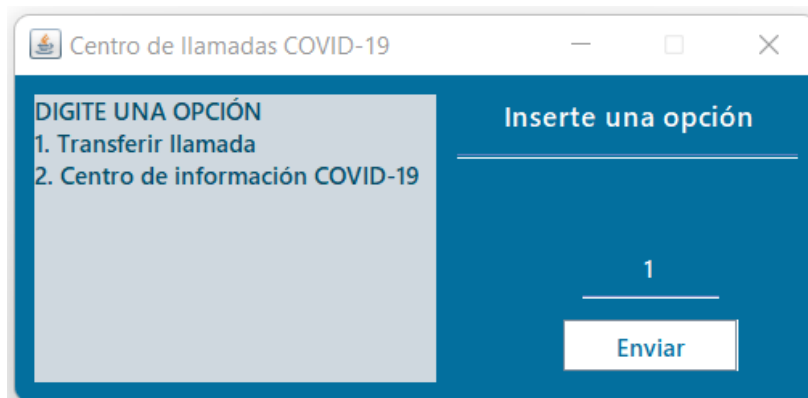 Centro de llamadas COVID-19
DIGITE UNA OPCIÓN
1. Transferir llamada
2. Centro de información COVID-19
Inserte una opción
1
Enviar